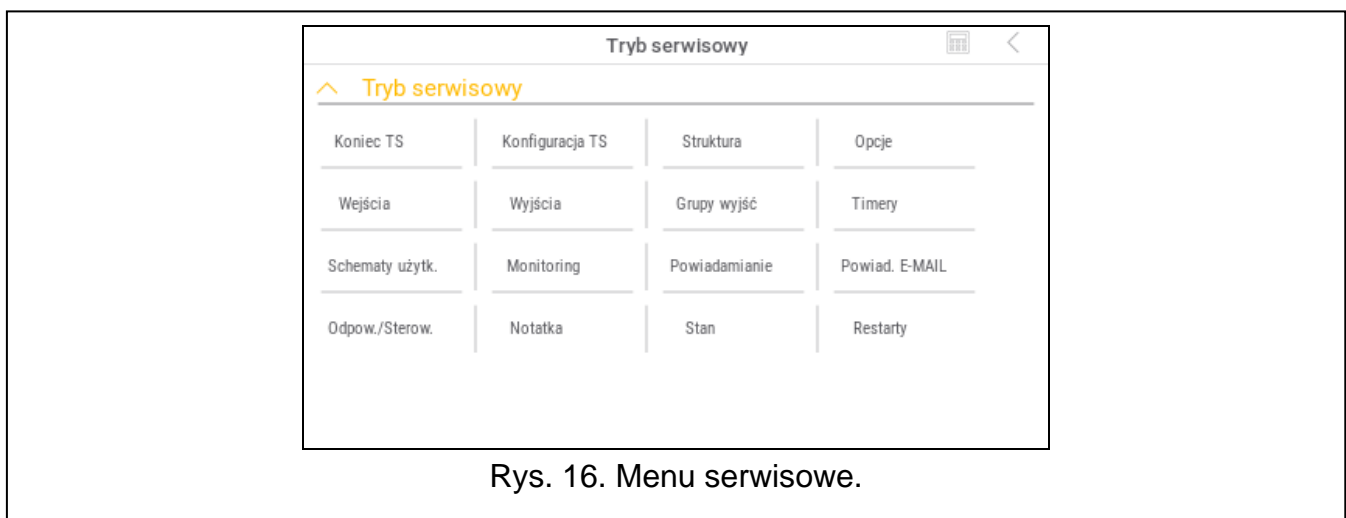 Tryb serwisowy
Tryb serwisowy
Koniec TS Konfiguracja TS Struktura Opcje
Wejścia Wyjścia Grupy wyjść Timery
Schematy użytk. Monitoring Powiadamianie Powiad. E-MAIL
Odpow./Sterow. Notatka Stan Restarty
Rys. 16. Menu serwisowe.